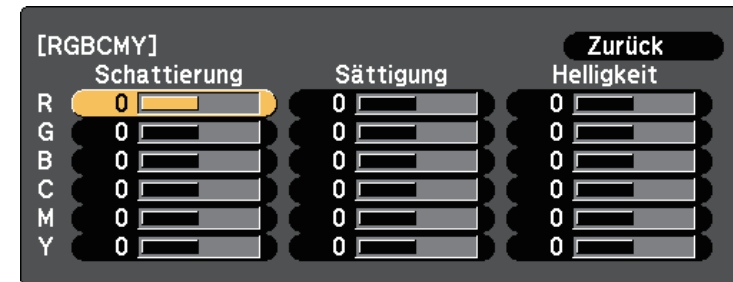 [RGBCMY] Zurück
Schattierung Sättigung Helligkeit
R 0 0 0
G 0 0 0
B 0 0 0
C 0 0 0
M 0 0 0
Y 0 0 0